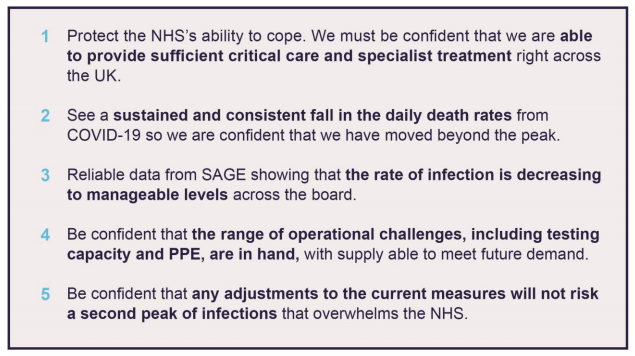 1 Protect the NHS's ability to cope. We must be confident that we are able
to provide sufficient critical care and specialist treatment right across
the UK.
2 See a sustained and consistent fall in the daily death rates from
COVID-19 so we are confident that we have moved beyond the peak.
3 Reliable data from SAGE showing that the rate of infection is decreasing
to manageable levels across the board.
4 Be confident that the range of operational challenges, including testing
capacity and PPE, are in hand, with supply able to meet future demand.
5 Be confident that any adjustments to the current measures will not risk
a second peak of infections that overwhelms the NHS.